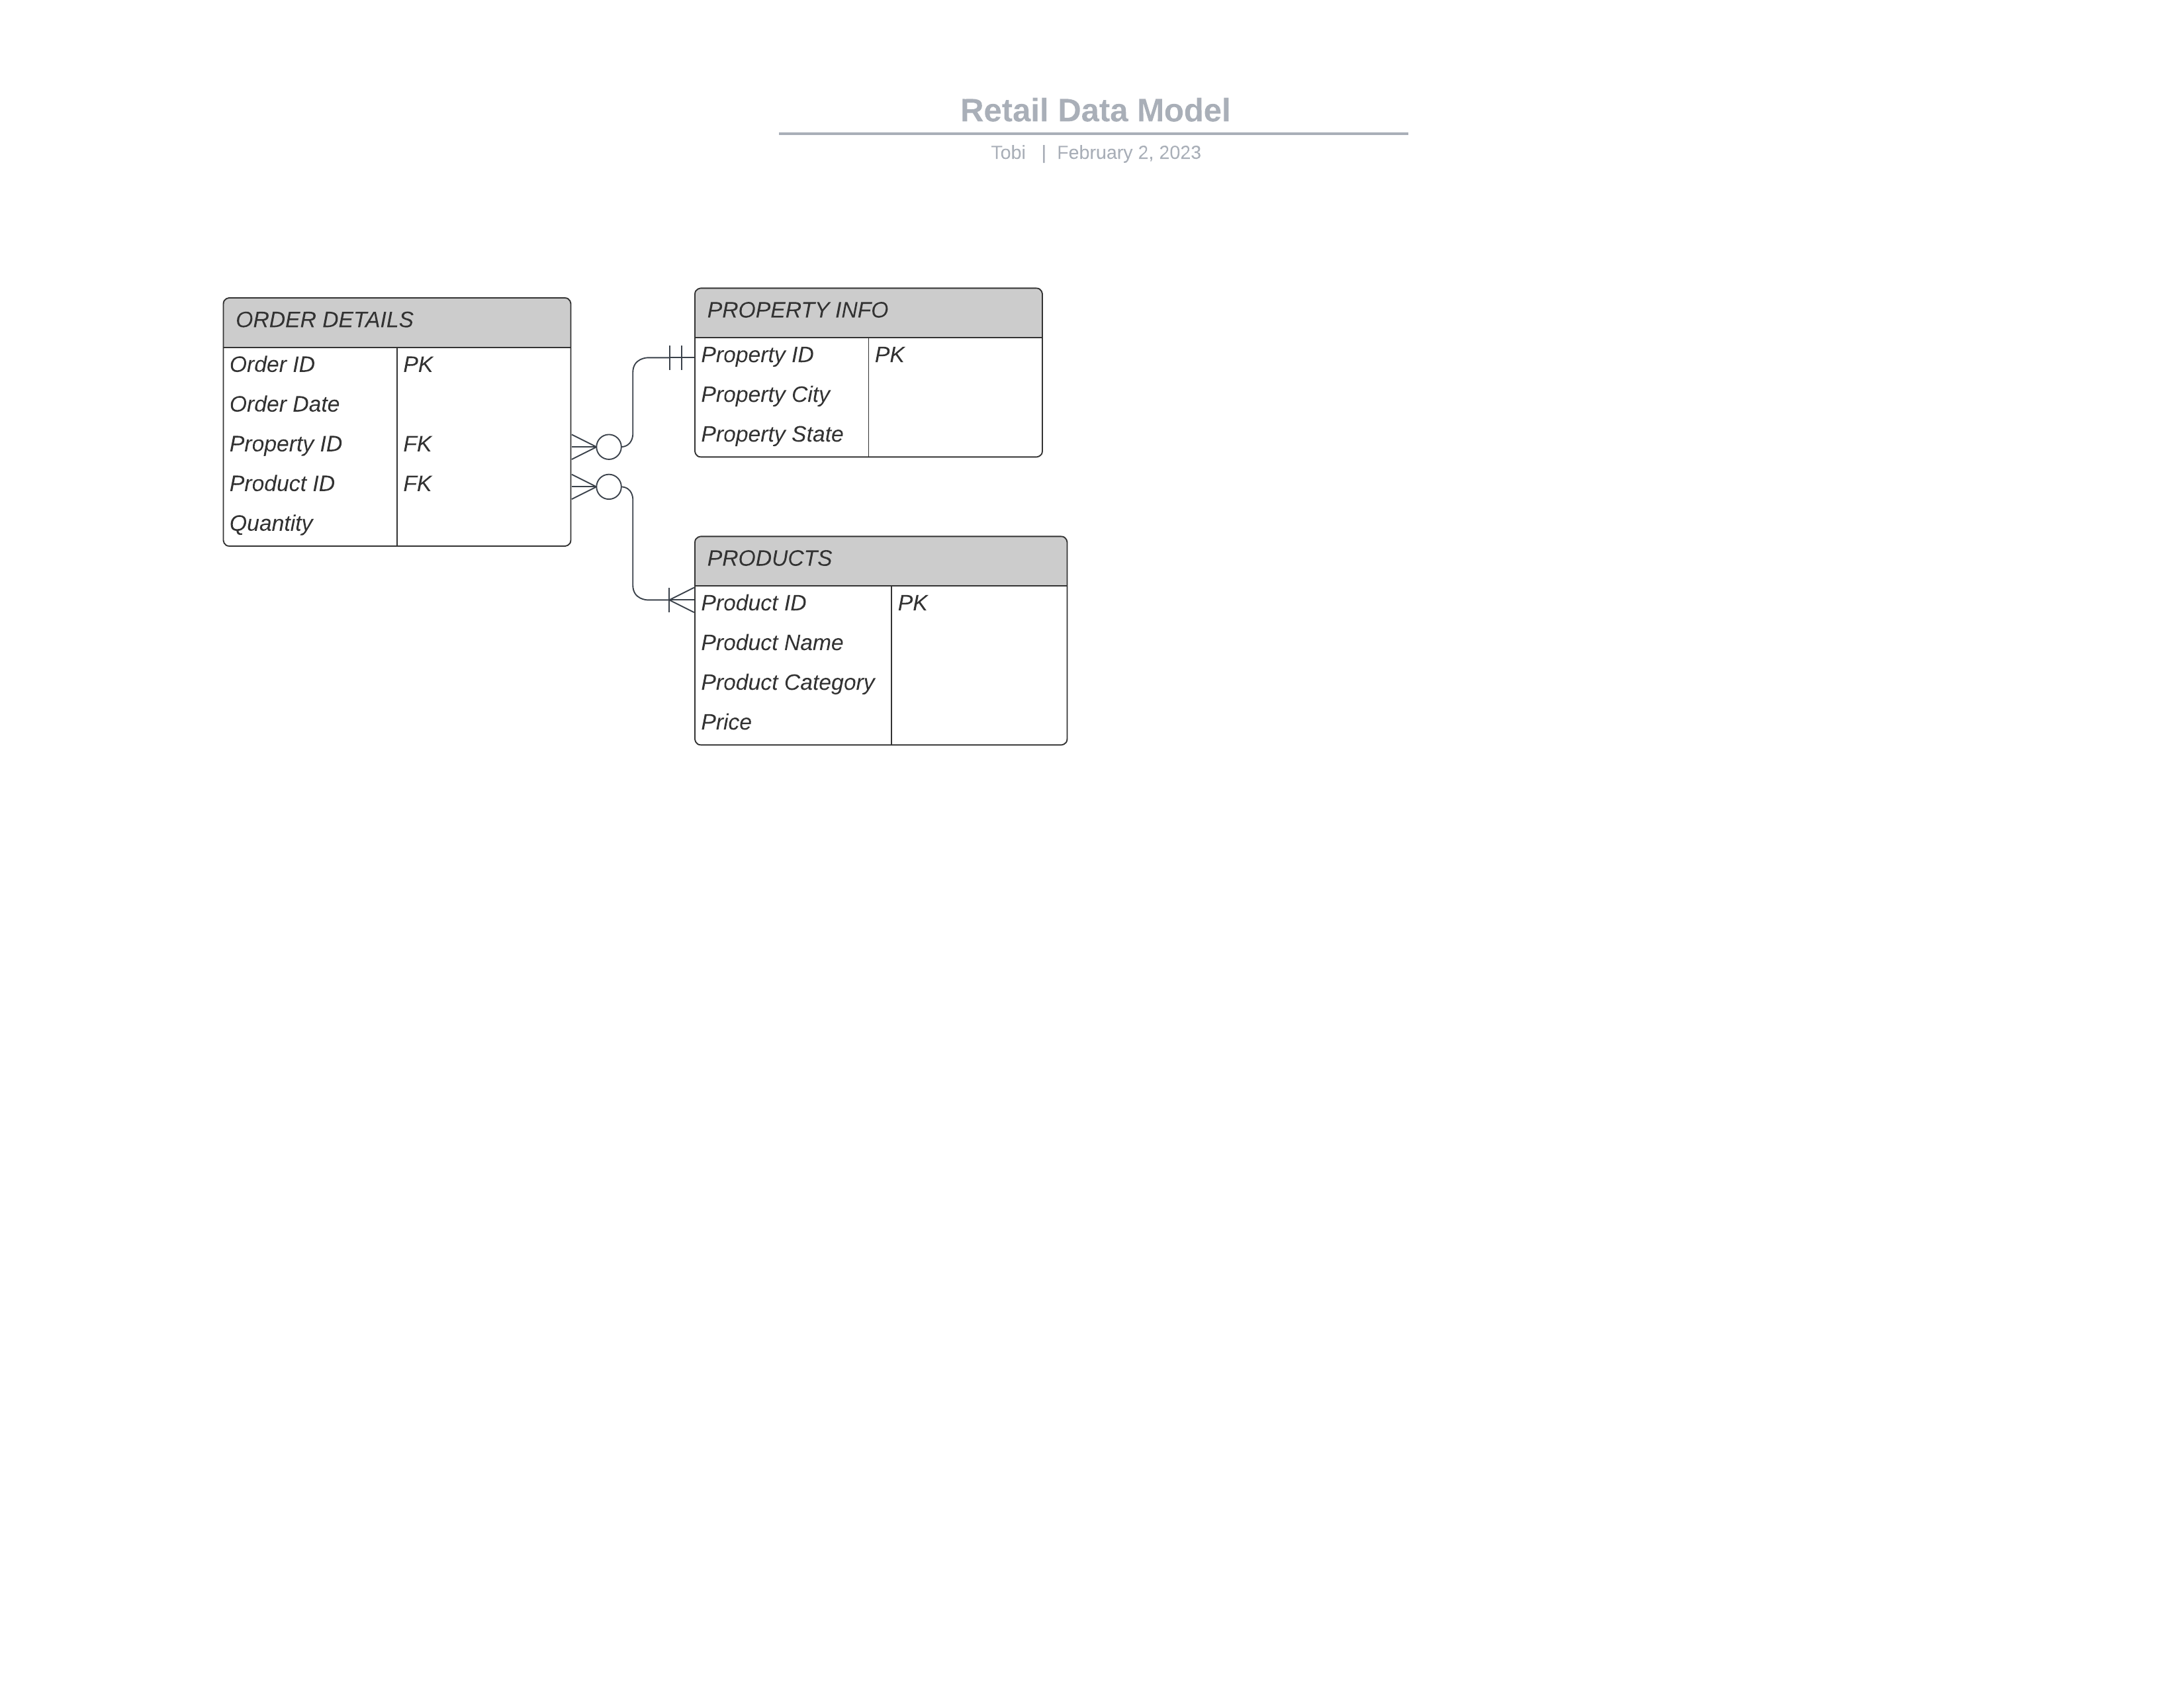 Retail Data Model
Tobi | February 2, 2023
ORDER DETAILS
Order ID PK
Order Date
Property ID FK
Product ID FK
Quantity
PROPERTY INFO
Property ID PK
Property City
Property State
PRODUCTS
Product ID PK
Product Name
Product Category
Price